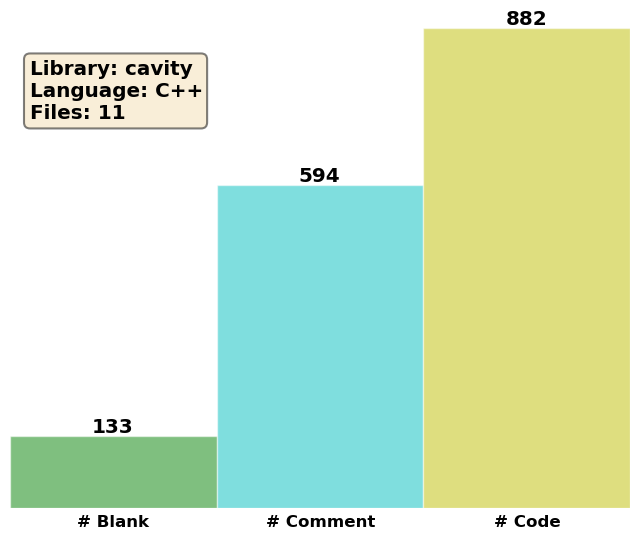 882
Library: cavity
Language: C++
Files: 11
594
133
# Blank
# Comment
# Code